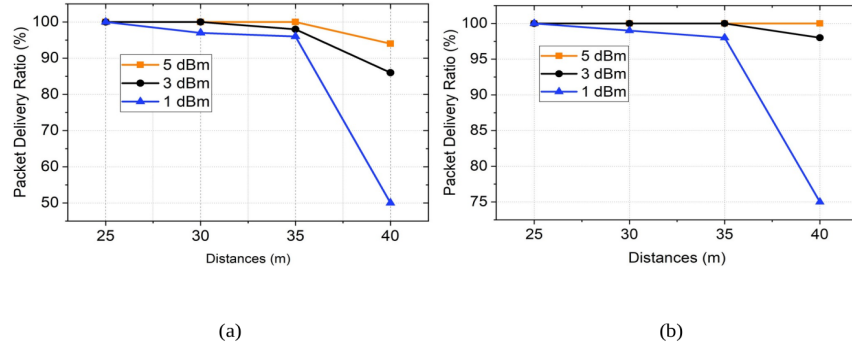 Packet Delivery Ratio (%)
100
90
80
70
60
50
5 dBm
3 dBm
1 dBm
25 30 35 40
Distances (m)
(a)
Packet Delivery Ratio (%)
100
95
90
85
80
75
5 dBm
3 dBm
1 dBm
25 30 35 40
Distances (m)
(b)